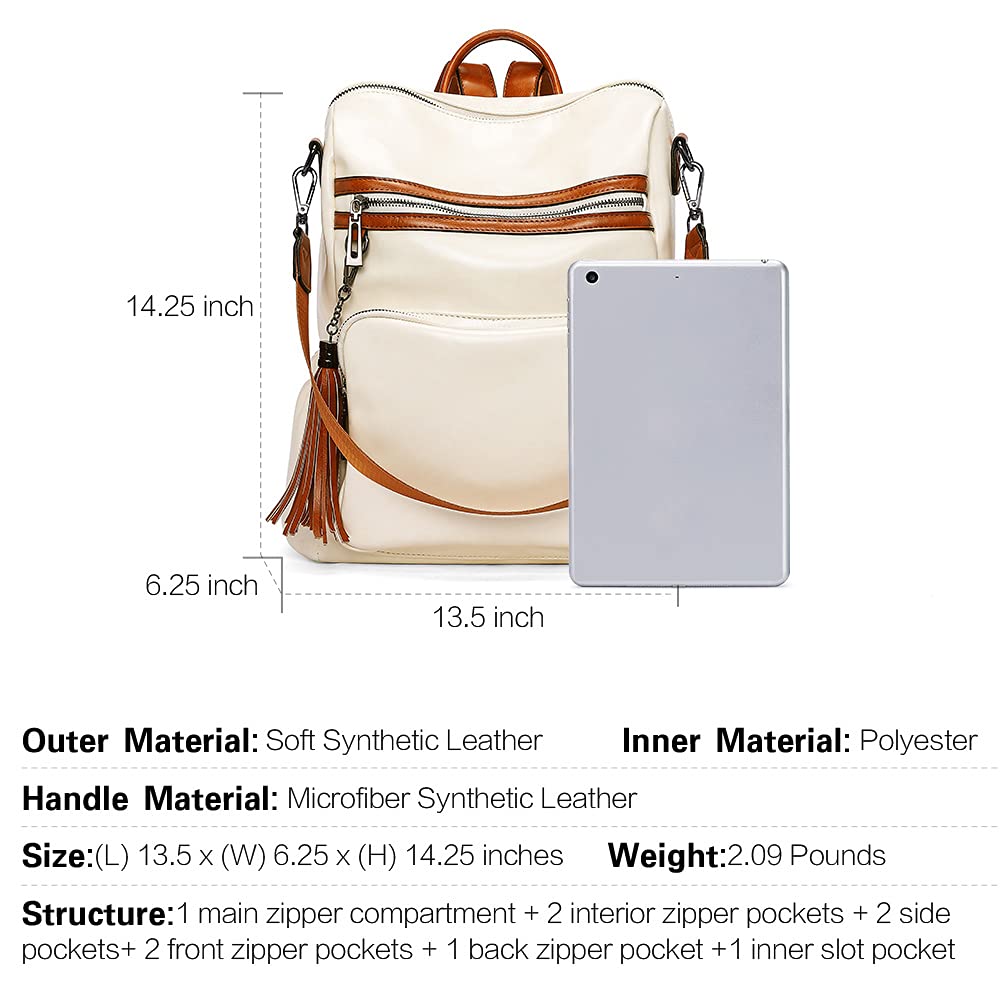 14.25 inch
6.25 inch
13.5 inch
Outer Material: Soft Synthetic Leather Inner Material: Polyester
Handle Material: Microfiber Synthetic Leather
Size:(L) 13.5 x (W) 6.25 x (H) 14.25 inches Weight:2.09 Pounds
Structure:1 main zipper compartment + 2 interior zipper pockets + 2 side
pockets+ 2 front zipper pockets + 1 back zipper pocket +1 inner slot pocket